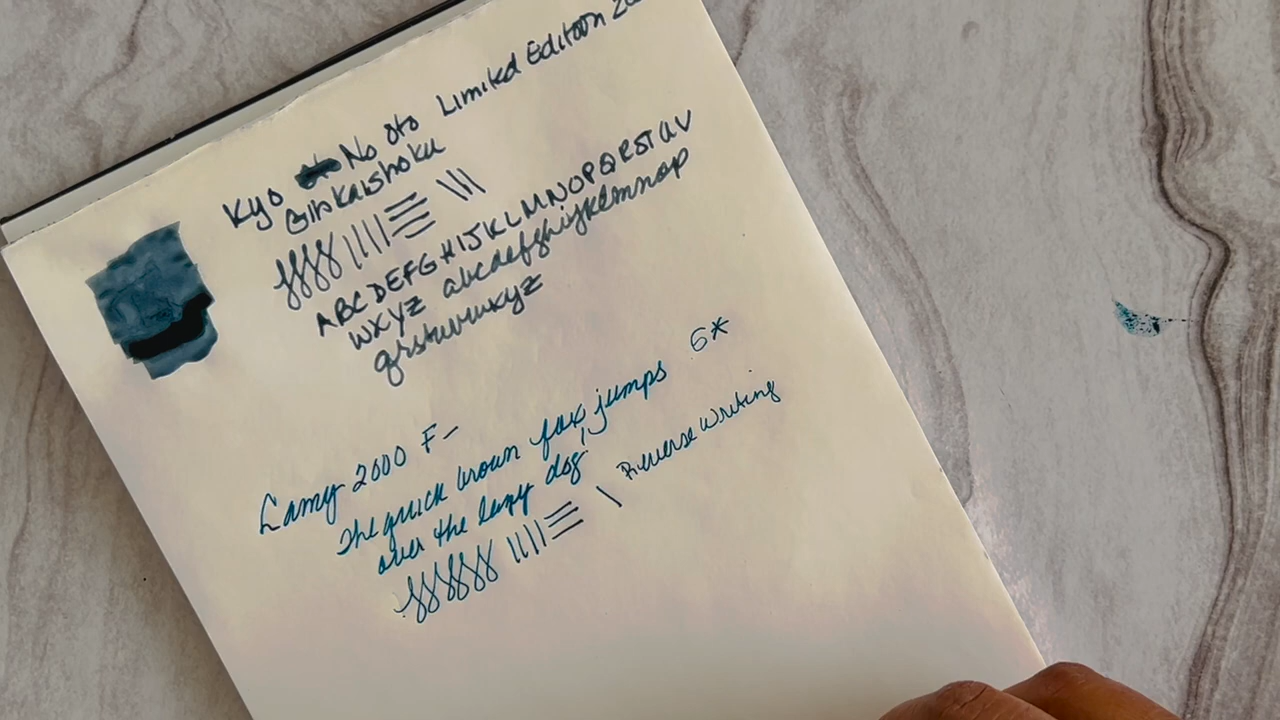 Kyo No Oto Limited Edition
Ginkaishoku
ABCDEFGHIJKLMNOPQRSTUV
WXYZ abcdefghijklmnop
qrstuvwxyz
Lamy 2000 F- 6*
The quick brown fox jumps
over the lazy dog!
Reverse Writing